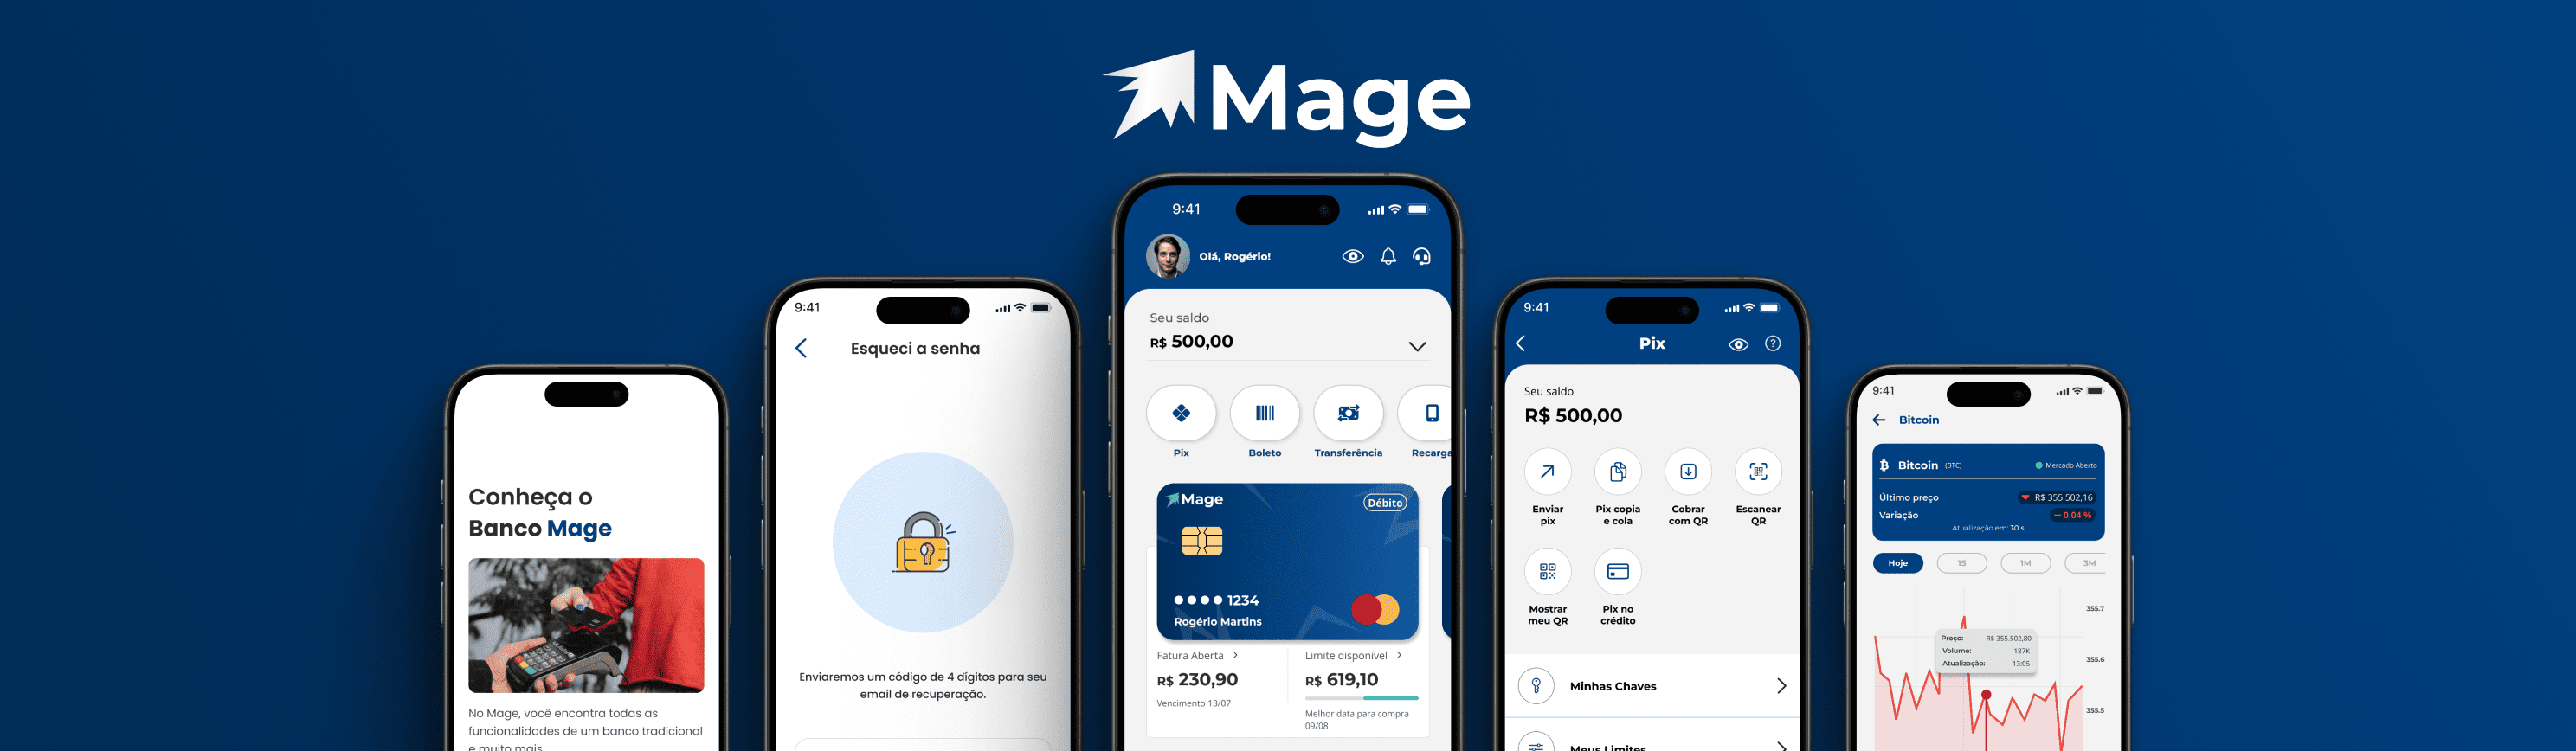 Mage
Conheça o
Banco Mage
No Mage, você encontra todas as
funcionalidades de um banco tradicional
e muito mais
9:41
Esqueci a senha
Enviaremos um código de 4 dígitos para seu
email de recuperação.
9:41
Olá, Rogério!
Seu saldo
R$ 500,00
Pix
Boleto
Transferência
Recarga
Mage
Débito
1234
Rogério Martins
Fatura Aberta
R$ 230,90
Vencimento 13/07
Limite disponível
R$ 619,10
Melhor data para compra
09/08
9:41
Pix
Seu saldo
R$ 500,00
Enviar
pix
Pix copia
e cola
Cobrar
com QR
Escanear
QR
Mostrar
meu QR
Pix no
crédito
Minhas Chaves
Meus Limites
9:41
Bitcoin
Bitcoin (BTC)
Mercado Aberto
Último preço
R$ 355.502,16
Variação
— 0.04 %
Atualização em: 30 s
Hoje
1S
1M
3M
355.7
Preço: R$ 355.502,80
Volume: 187K
Atualização: 13:05
355.6
355.5